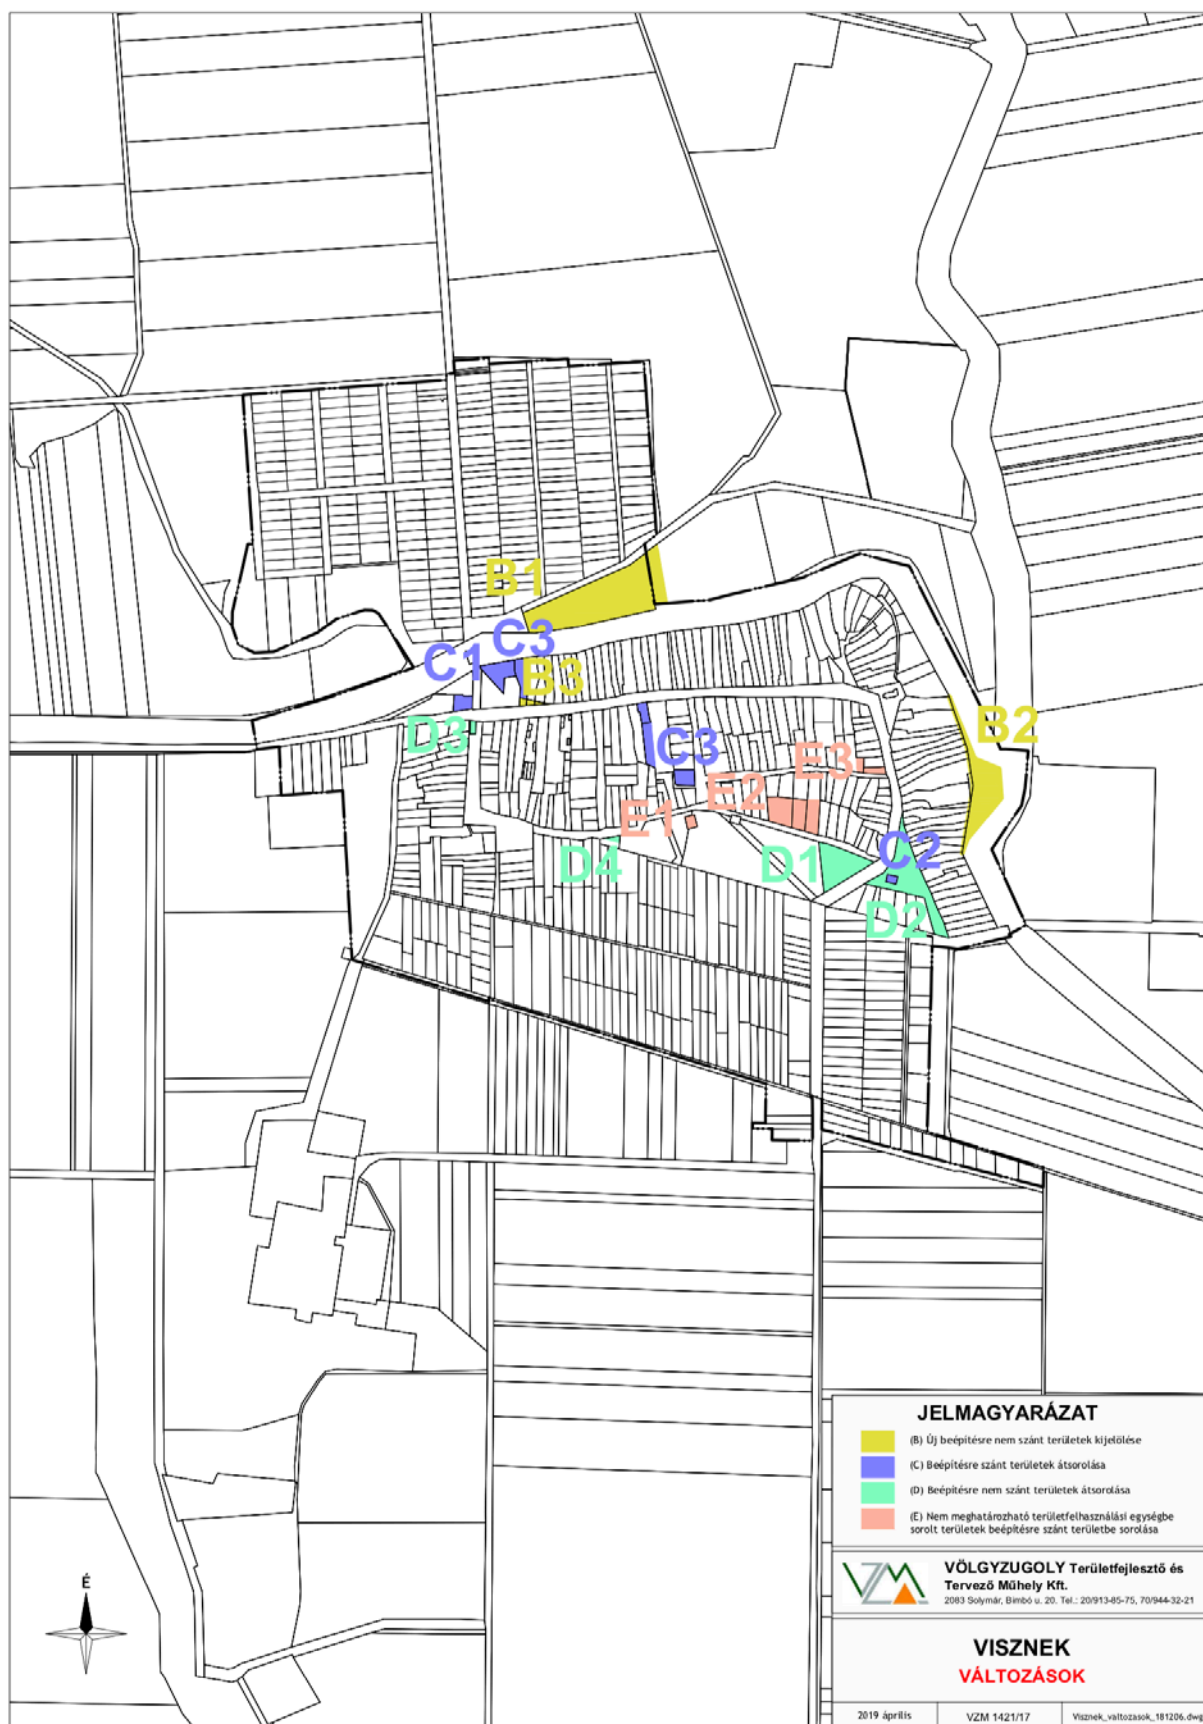 B1
C3
C1
B3
B2
D3
C3
E3
E2
E1
D4
D1
C2
D2
É
JELMAGYARÁZAT
(B) Új beépítésre nem szánt területek kijelölése
(C) Beépítésre szánt területek átsorolása
(D) Beépítésre nem szánt területek átsorolása
(E) Nem meghatározható területfelhasználási egységbe
sorolt területek beépítésre szánt területbe sorolása
VZM
VÖLGYZUGOLY Területfejlesztő és
Tervező Műhely Kft.
2083 Solymár, Bimbó u. 20. Tel.: 20/913-85-75, 70/944-32-21
VISZNEK
VÁLTOZÁSOK
2019 április
VZM 1421/17
Visznek_valtozasok_181206.dwg